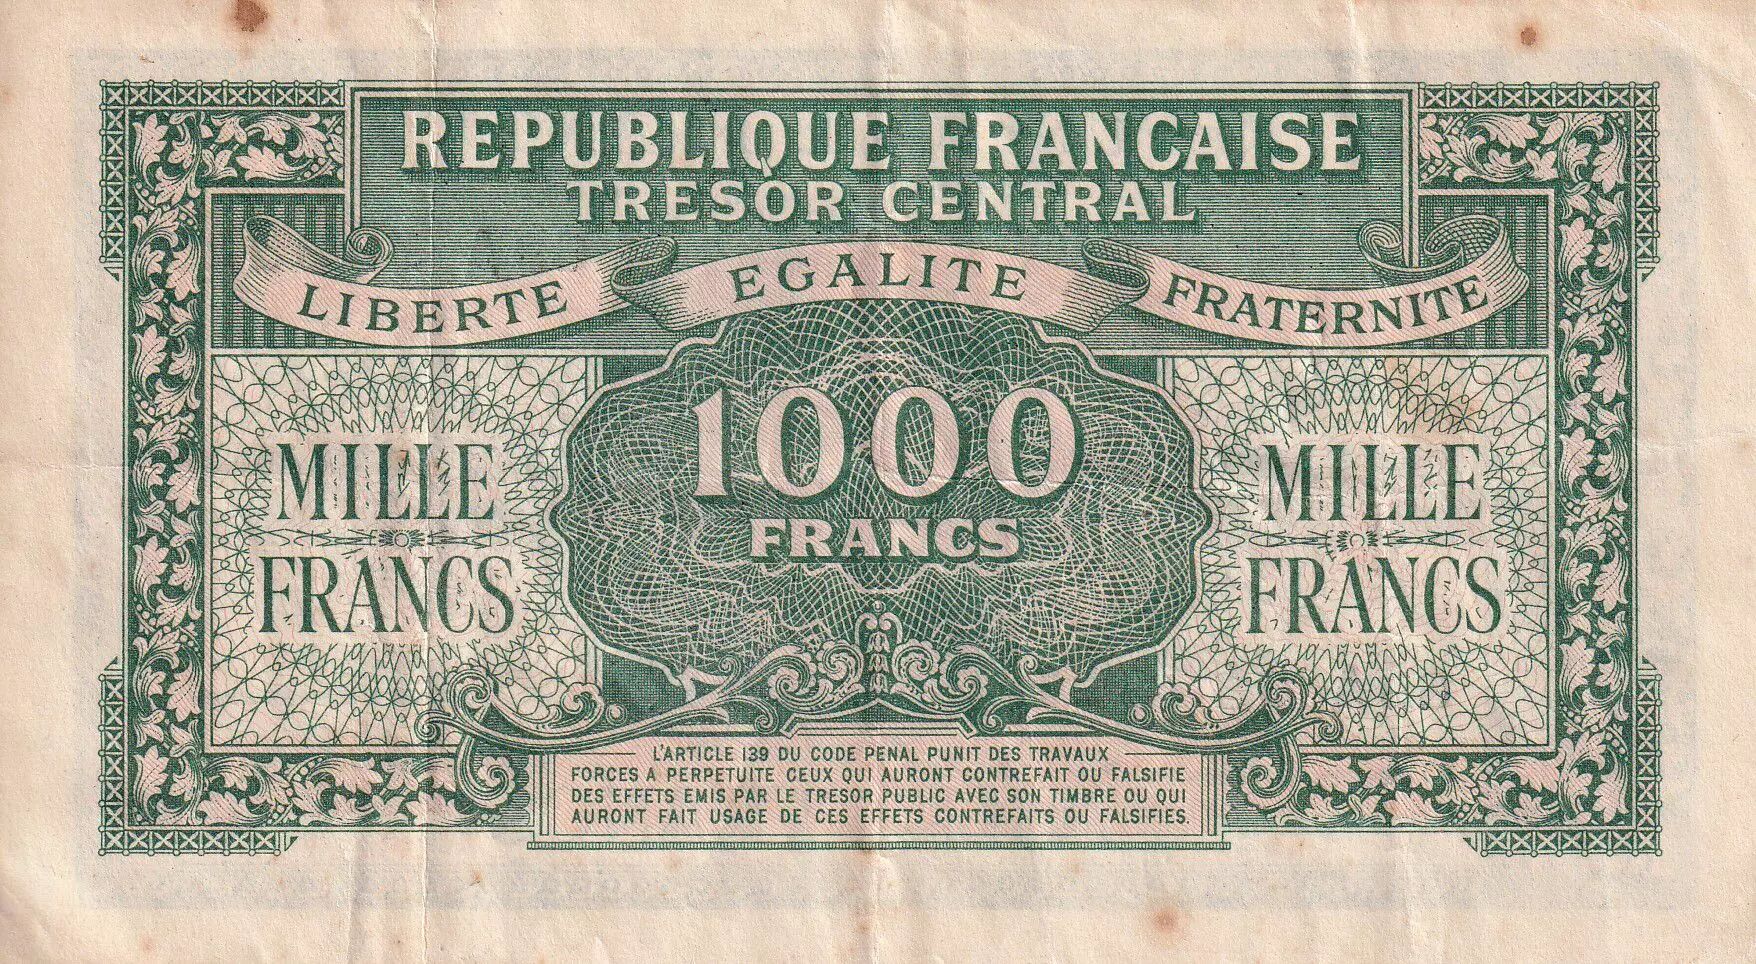 REPUBLIQUE FRANCAISE
TRESOR CENTRAL
LIBERTE EGALITE FRATERNITE
MILLE
FRANCS
1000
FRANCS
MILLE
FRANCS
L'ARTICLE 139 DU CODE PENAL PUNIT DES TRAVAUX
FORCES A PERPETUITE CEUX QUI AURONT CONTREFAIT OU FALSIFIE
DES EFFETS EMIS PAR LE TRESOR PUBLIC AVEC SON TIMBRE OU QUI
AURONT FAIT USAGE DE CES EFFETS CONTREFAITS OU FALSIFIES.